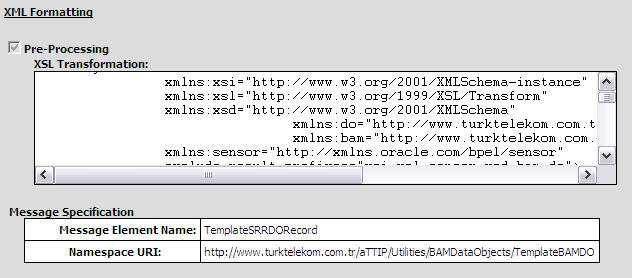 XML Formatting
Pre-Processing
XSL Transformation:
xmlns:xsi="http://www.w3.org/2001/XMLSchema-instance"
xmlns:xsl="http://www.w3.org/1999/XSL/Transform"
xmlns:xsd="http://www.w3.org/2001/XMLSchema"
xmlns:do="http://www.turktelekom.com.t
xmlns:bam="http://www.turktelekom.com.
xmlns:sensor="http://xmlns.oracle.com/bpel/sensor"
Message Specification
Message Element Name: TemplateSRRDORecord
Namespace URI: http://www.turktelekom.com.tr/aTTIP/Utilities/BAMDataObjects/TemplateBAMDO